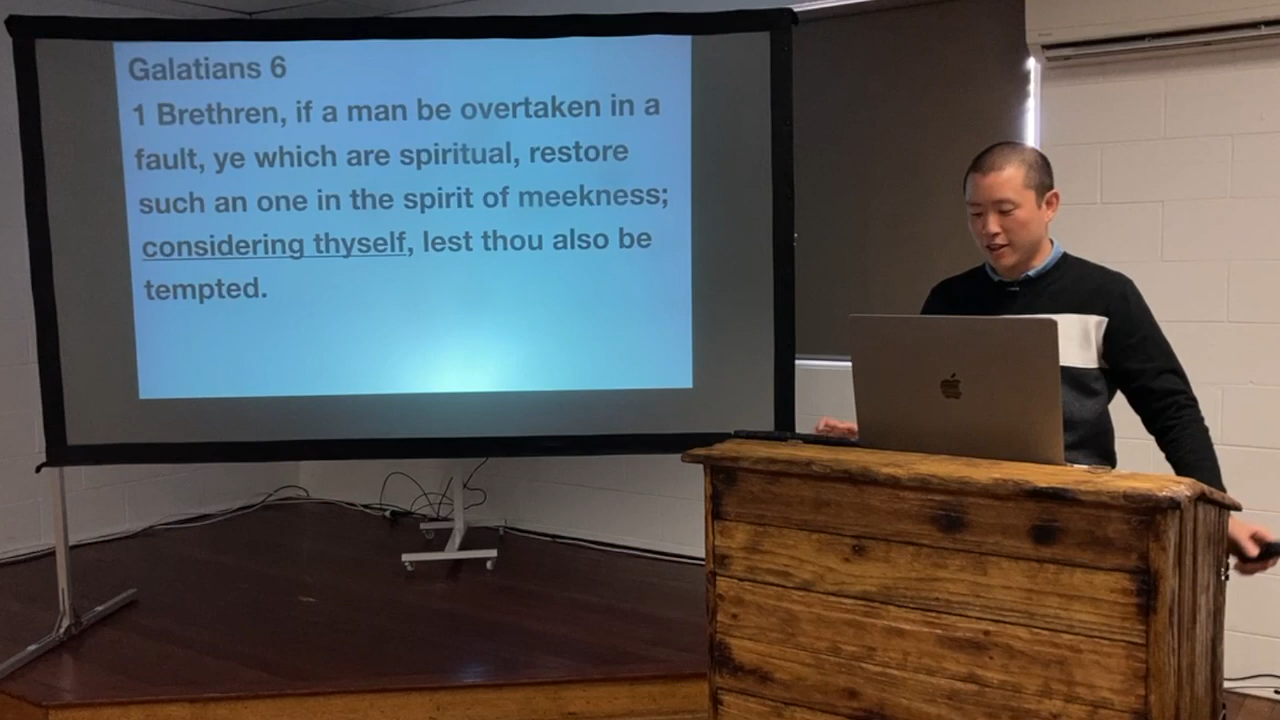 Galatians 6
1 Brethren, if a man be overtaken in a
fault, ye which are spiritual, restore
such an one in the spirit of meekness;
considering thyself, lest thou also be
tempted.